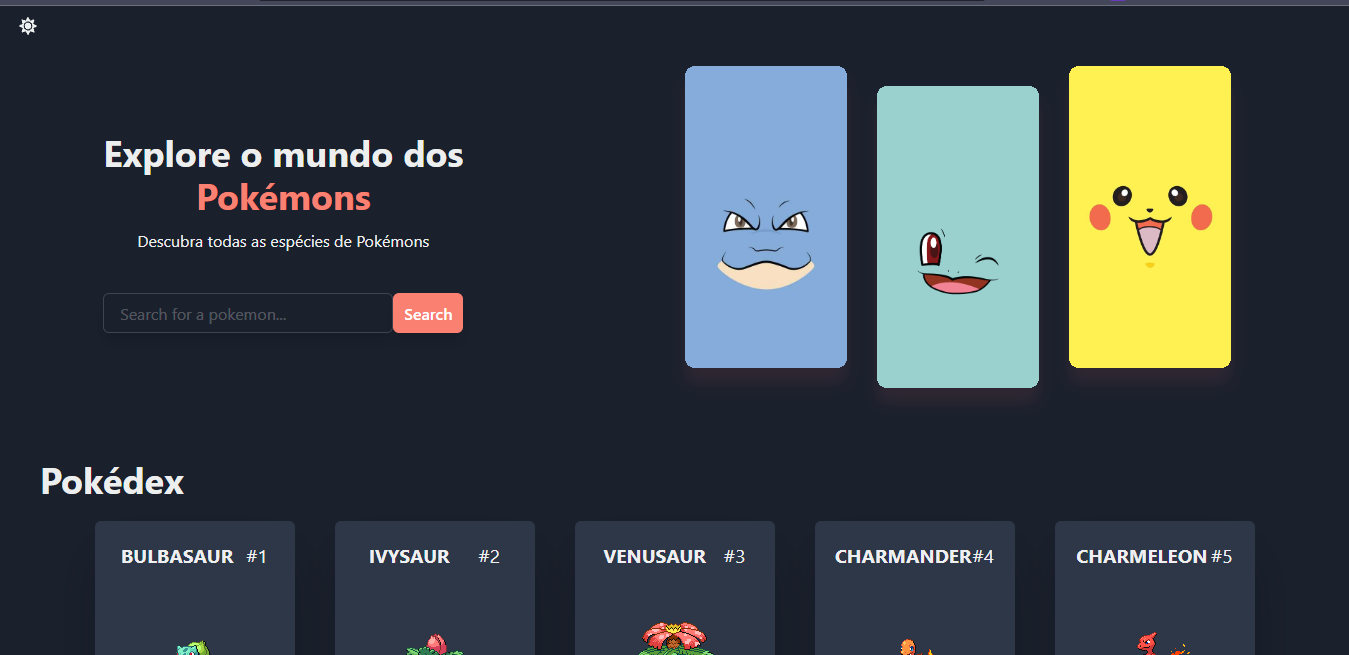 Explore o mundo dos
Pokémons
Descubra todas as espécies de Pokémons
Search for a pokemon...
Search
Pokédex
BULBASAUR #1
IVYSAUR #2
VENUSAUR #3
CHARMANDER#4
CHARMELEON #5